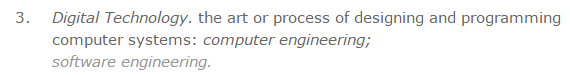 3. Digital Technology. the art or process of designing and programming
computer systems: computer engineering;
software engineering.